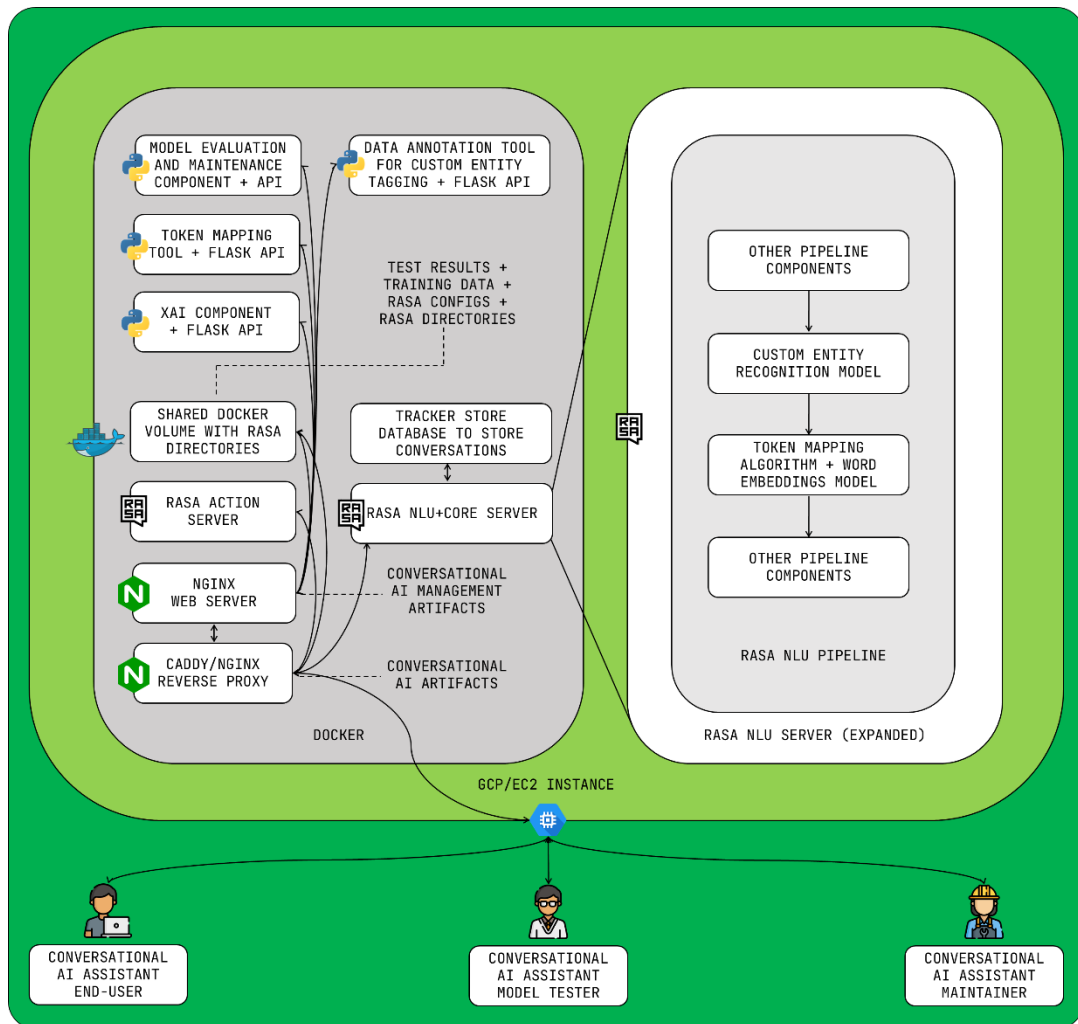 MODEL EVALUATION
AND MAINTENANCE
COMPONENT + API
DATA ANNOTATION TOOL
FOR CUSTOM ENTITY
TAGGING + FLASK API
TOKEN MAPPING
TOOL + FLASK API
XAI COMPONENT
+ FLASK API
TEST RESULTS +
TRAINING DATA +
RASA CONFIGS +
RASA DIRECTORIES
SHARED DOCKER
VOLUME WITH RASA
DIRECTORIES
TRACKER STORE
DATABASE TO STORE
CONVERSATIONS
RASA
RASA ACTION
SERVER
RASA
RASA NLU+CORE SERVER
N
NGINX
WEB SERVER
CONVERSATIONAL
AI MANAGEMENT
ARTIFACTS
N
CADDY/NGINX
REVERSE PROXY
CONVERSATIONAL
AI ARTIFACTS
DOCKER
OTHER PIPELINE
COMPONENTS
CUSTOM ENTITY
RECOGNITION MODEL
RASA
TOKEN MAPPING
ALGORITHM + WORD
EMBEDDINGS MODEL
OTHER PIPELINE
COMPONENTS
RASA NLU PIPELINE
RASA NLU SERVER (EXPANDED)
GCP/EC2 INSTANCE
CONVERSATIONAL
AI ASSISTANT
END-USER
CONVERSATIONAL
AI ASSISTANT
MODEL TESTER
CONVERSATIONAL
AI ASSISTANT
MAINTAINER